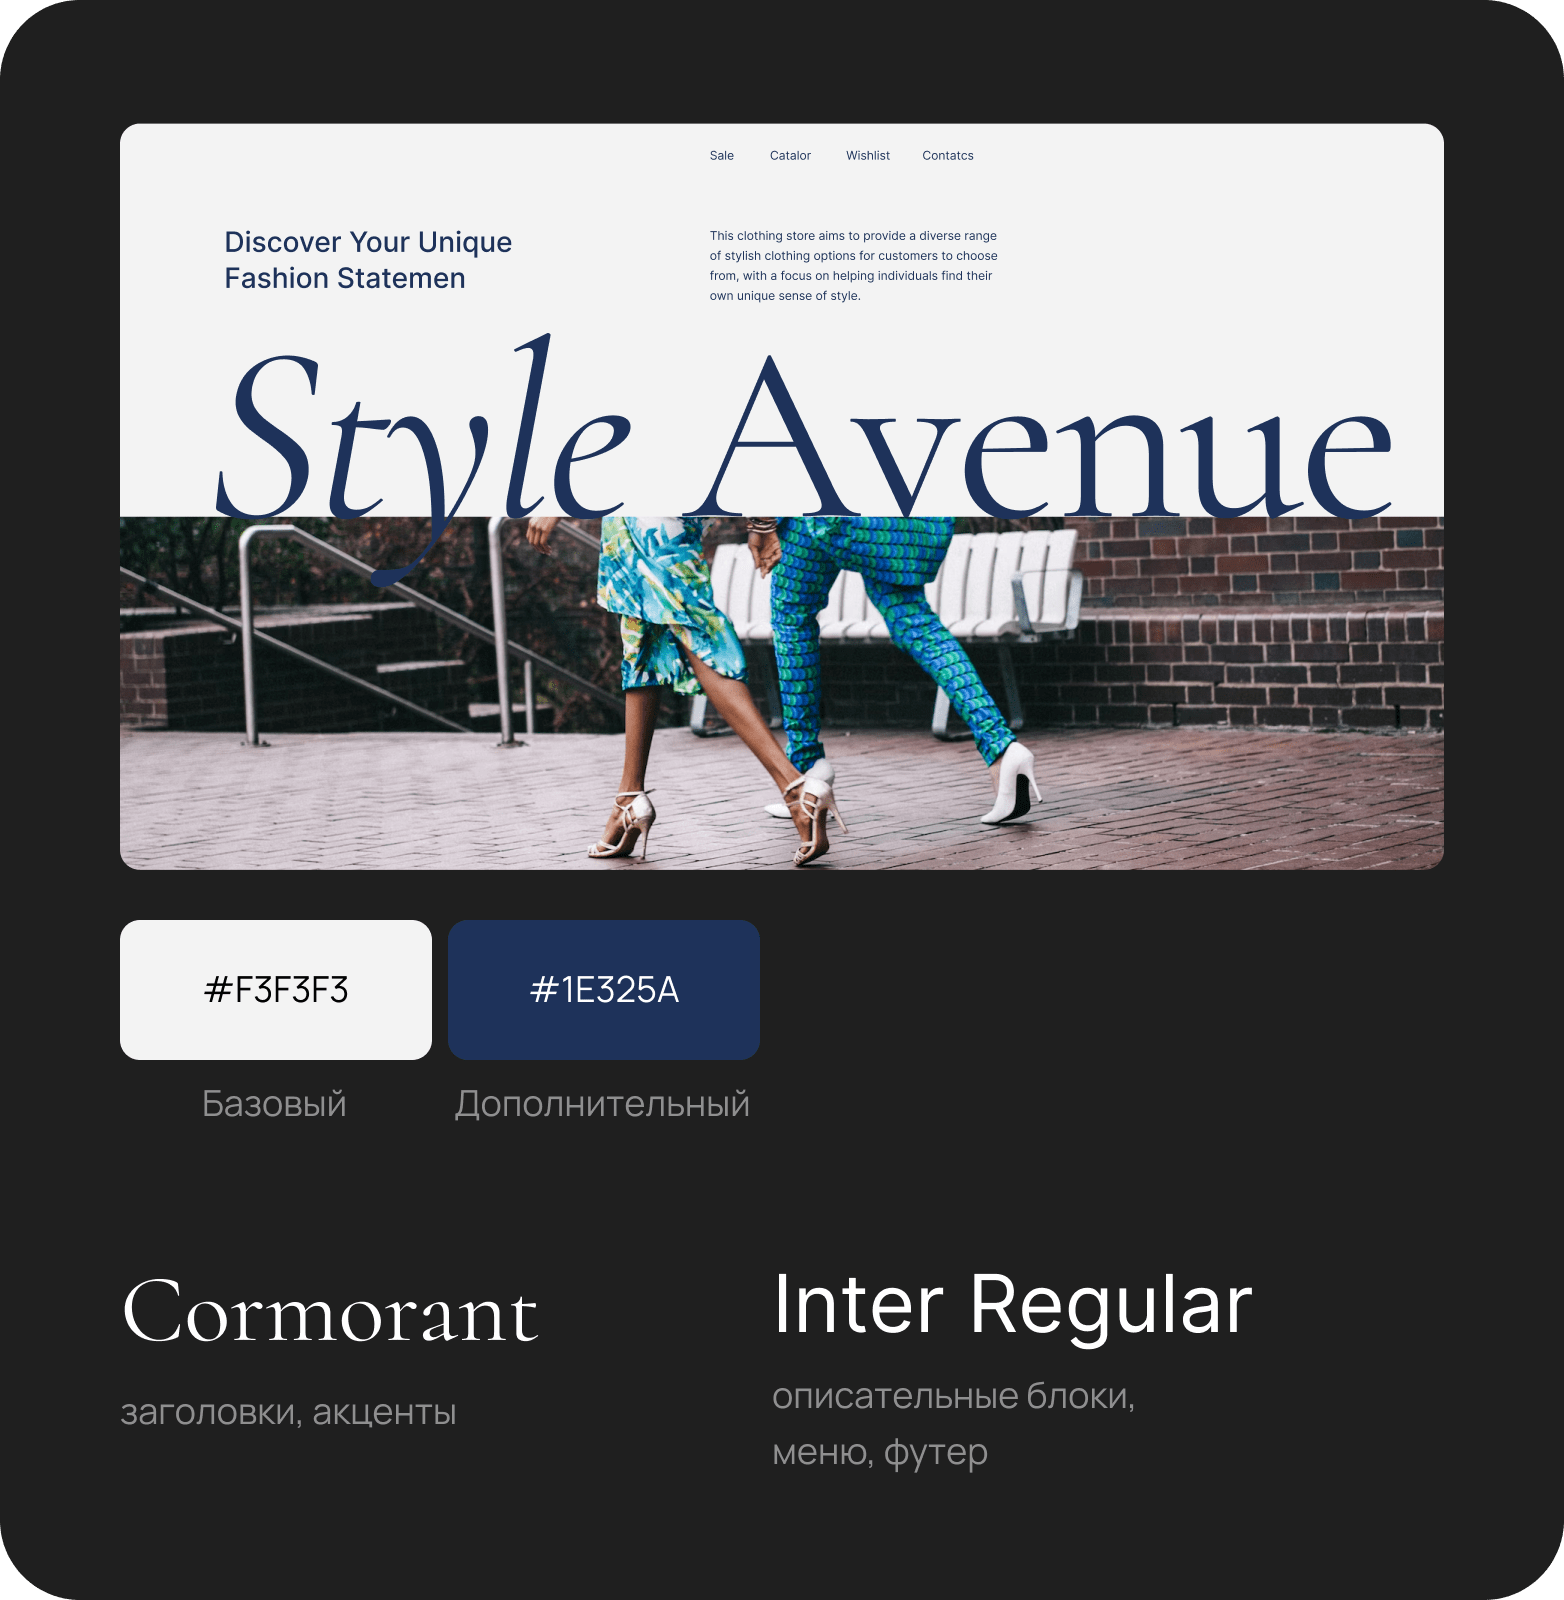 Sale Catalor Wishlist Contatcs
Discover Your Unique
Fashion Statemen
This clothing store aims to provide a diverse range
of stylish clothing options for customers to choose
from, with a focus on helping individuals find their
own unique sense of style.
Style Avenue
#F3F3F3
#1E325A
Базовый
Дополнительный
Cormorant
заголовки, акценты
Inter Regular
описательные блоки,
меню, футер